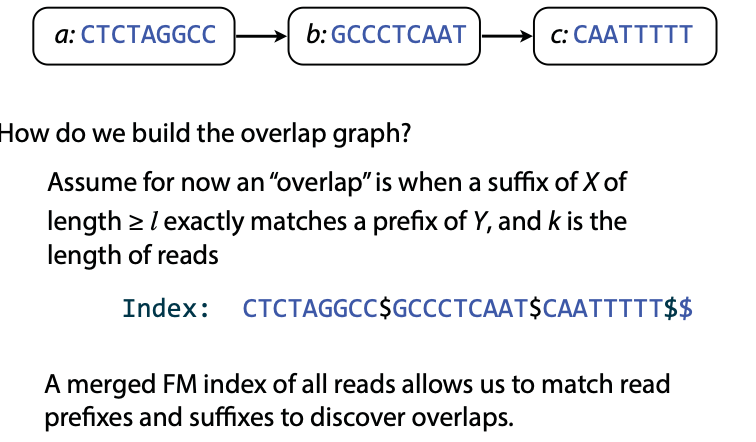 a: CTCTAGGCC b: GCCCTCAAT c: CAATTTTT
How do we build the overlap graph?
Assume for now an “overlap” is when a suffix of X of
length ≥ l exactly matches a prefix of Y, and k is the
length of reads
Index: CTCTAGGCC$GCCCTCAAT$CAATTTTT$$
A merged FM index of all reads allows us to match read
prefixes and suffixes to discover overlaps.